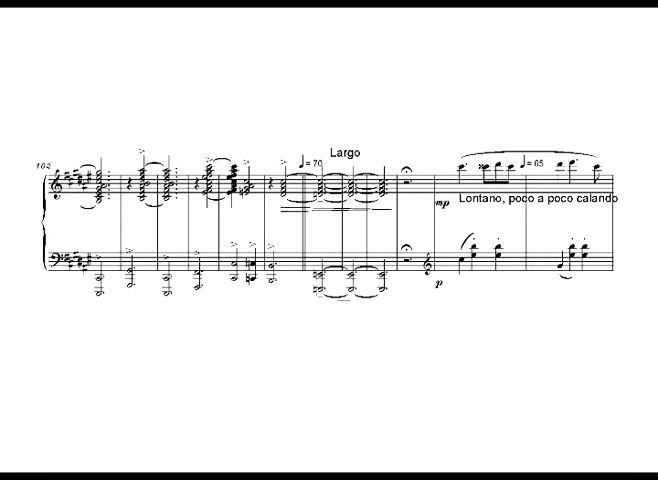 Largo
102
♩= 70
♩= 65
mp
Lontano, poco a poco calando
p